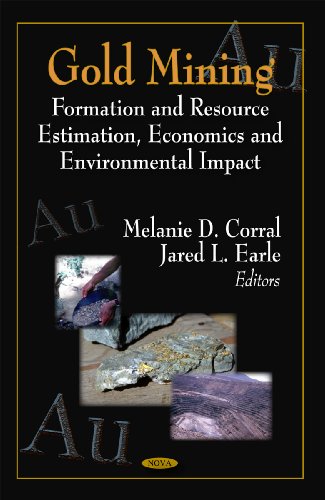 Au
Gold Mining
Formation and Resource
Estimation, Economics and
Environmental Impact
Au
Melanie D. Corral
Jared L. Earle
Editors
Au
Au
NOVA